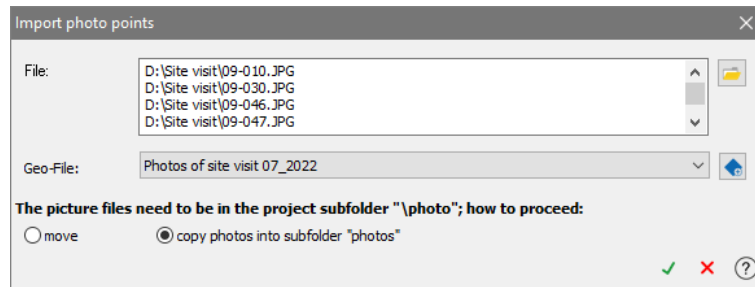 Import photo points
File:
D:\Site visit\09-010.JPG
D:\Site visit\09-030.JPG
D:\Site visit\09-046.JPG
D:\Site visit\09-047.JPG
Geo-File:
Photos of site visit 07_2022
The picture files need to be in the project subfolder "\photo"; how to proceed:
move
copy photos into subfolder "photos"